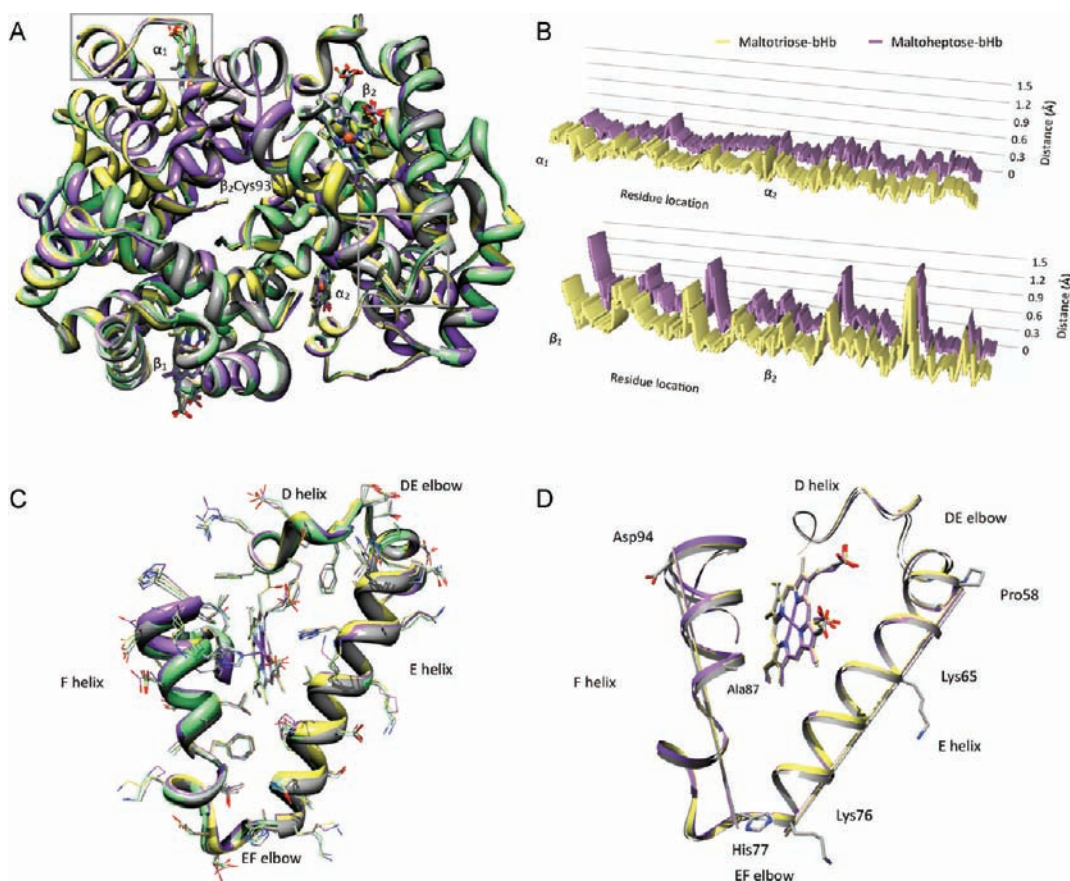 A
α1
β2
β2Cys93
α2
β1
B
Maltotriose-bHb
Maltoheptose-bHb
1.5
1.2
0.9
0.6
0.3
0
Distance (Å)
α1
α2
Residue location
1.5
1.2
0.9
0.6
0.3
0
Distance (Å)
β1
β2
Residue location
C
D helix
DE elbow
F helix
E helix
EF elbow
D
D helix
DE elbow
Asp94
Pro58
Ala87
Lys65
F helix
E helix
Lys76
His77
EF elbow